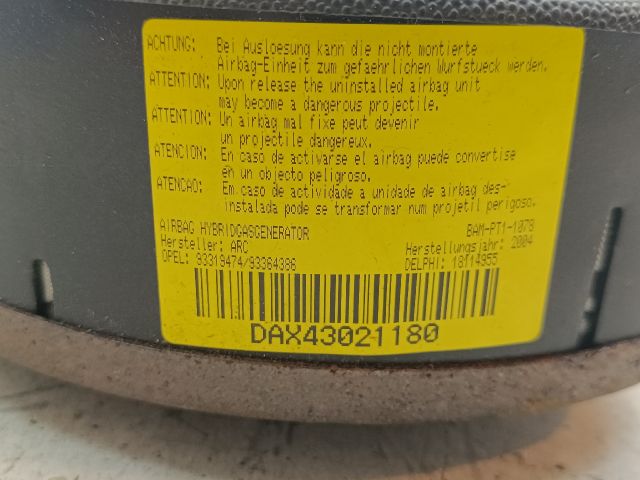 ACHTUNG: Bei Ausloesung kann die nicht montierte
Airbag-Einheit zum gefaehrlichen Wurfstueck werden.
ATTENTION: Upon release the uninstalled airbag unit
may become a dangerous projectile.
ATTENTION: Un airbag mal fixe peut devenir
un projectile dangereux.
ATENCION: En caso de activarse el airbag puede convertise
en un objecto peligroso.
ATENCAO: Em caso de actividade a unidade de airbag des-
instalada pode se transformar num projetil perigoso.
AIRBAG HYBRIDGASGENERATOR BAM-PT1-1079
Hersteller: ARC Herstellungsjahr: 2004
OPEL: 93319474/93364386 DELPHI: 18114955
DAX43021180